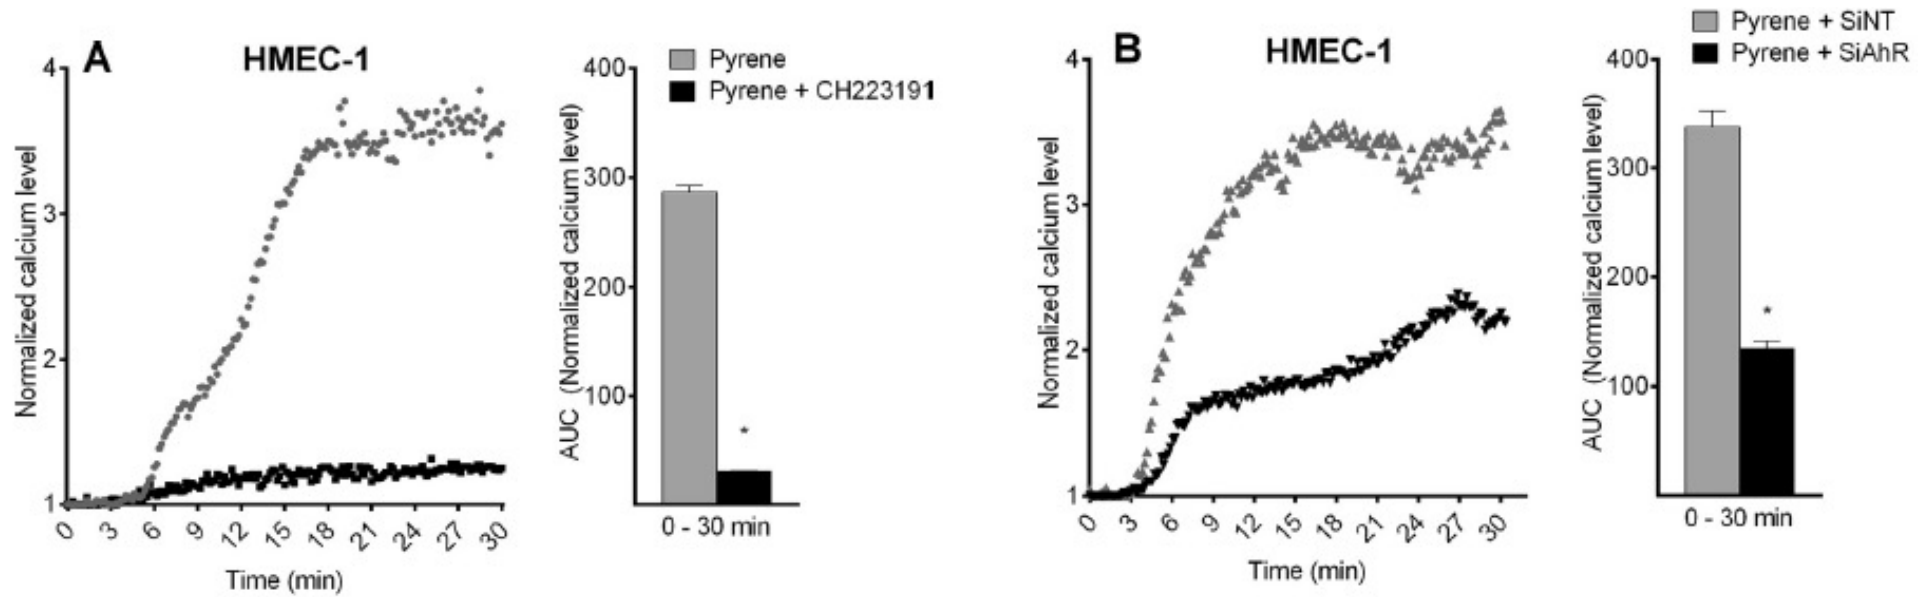 A
HMEC-1
Normalized calcium level
4
3
2
1
0
3
6
9
12
15
18
21
24
27
30
Time (min)
AUC (Normalized calcium level)
400
300
200
100
Pyrene
Pyrene + CH223191
*
0 - 30 min
B
HMEC-1
Normalized calcium level
4
3
2
1
0
3
6
9
12
15
18
21
24
27
30
Time (min)
AUC (Normalized calcium level)
400
300
200
100
Pyrene + SiNT
Pyrene + SiAhR
*
0 - 30 min